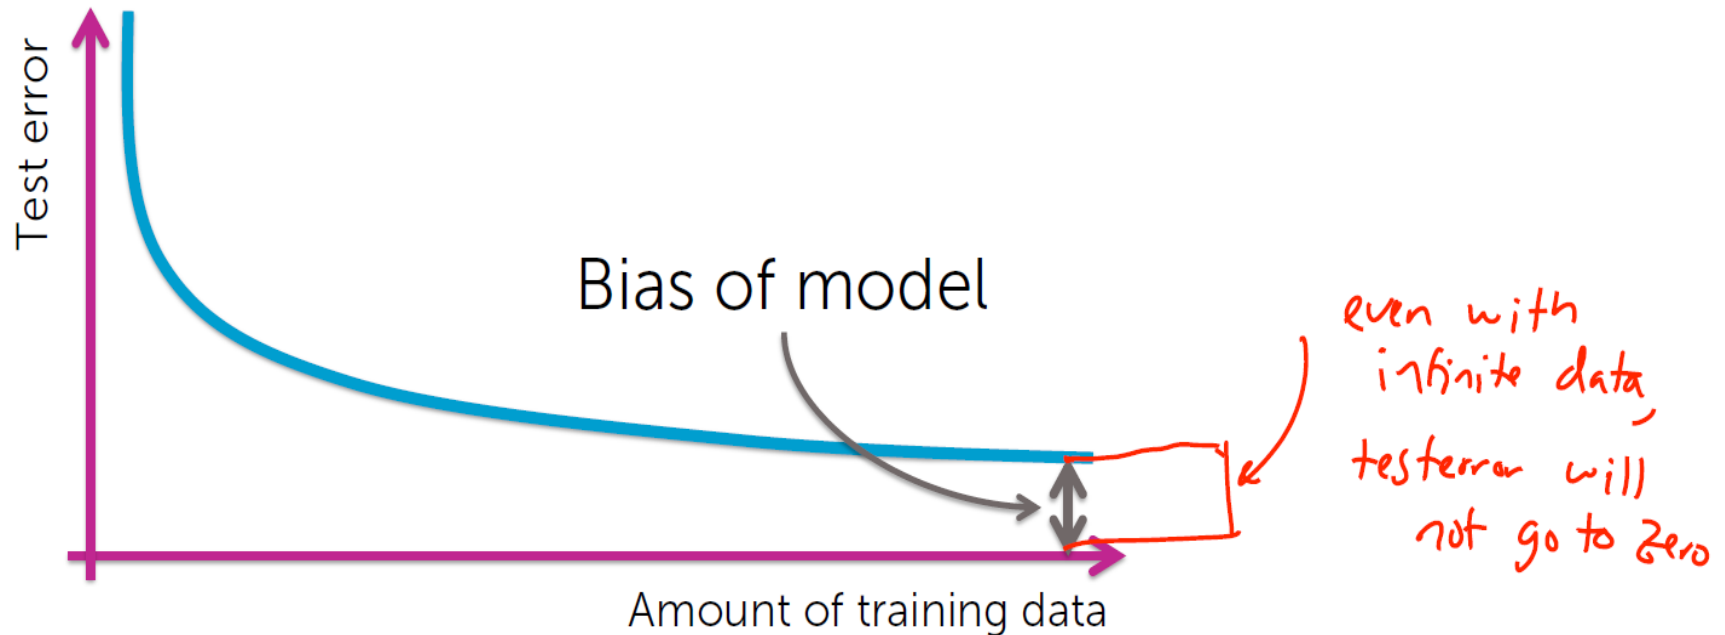 Test error
Bias of model
even with
infinite data,
testerror will
not go to zero
Amount of training data